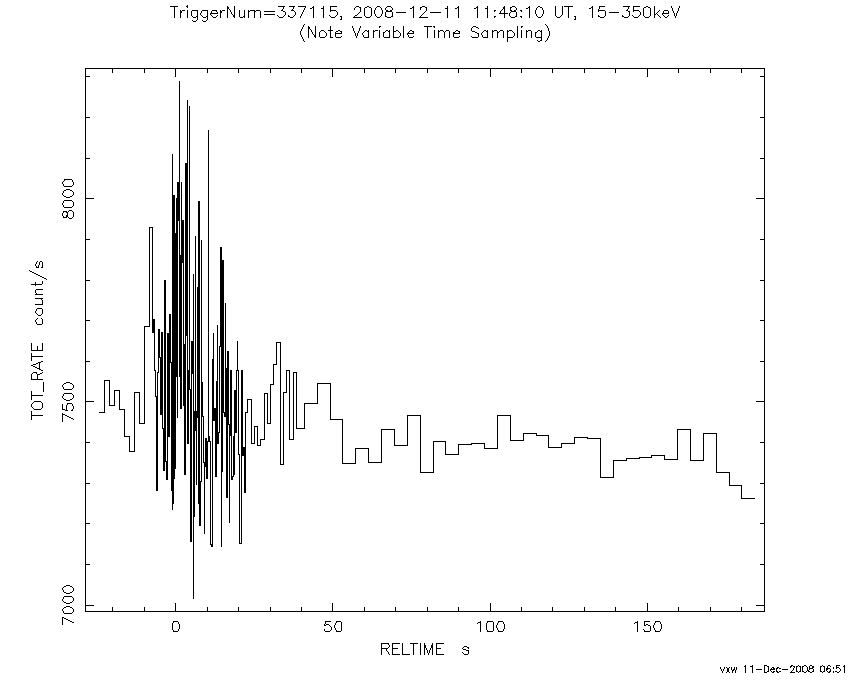 TriggerNum=337115, 2008-12-11 11:48:10 UT, 15-350keV
(Note Variable Time Sampling)
TOT_RATE count/s
8000
7500
7000
0 50 100 150
RELTIME s
vxw 11-Dec-2008 06:51